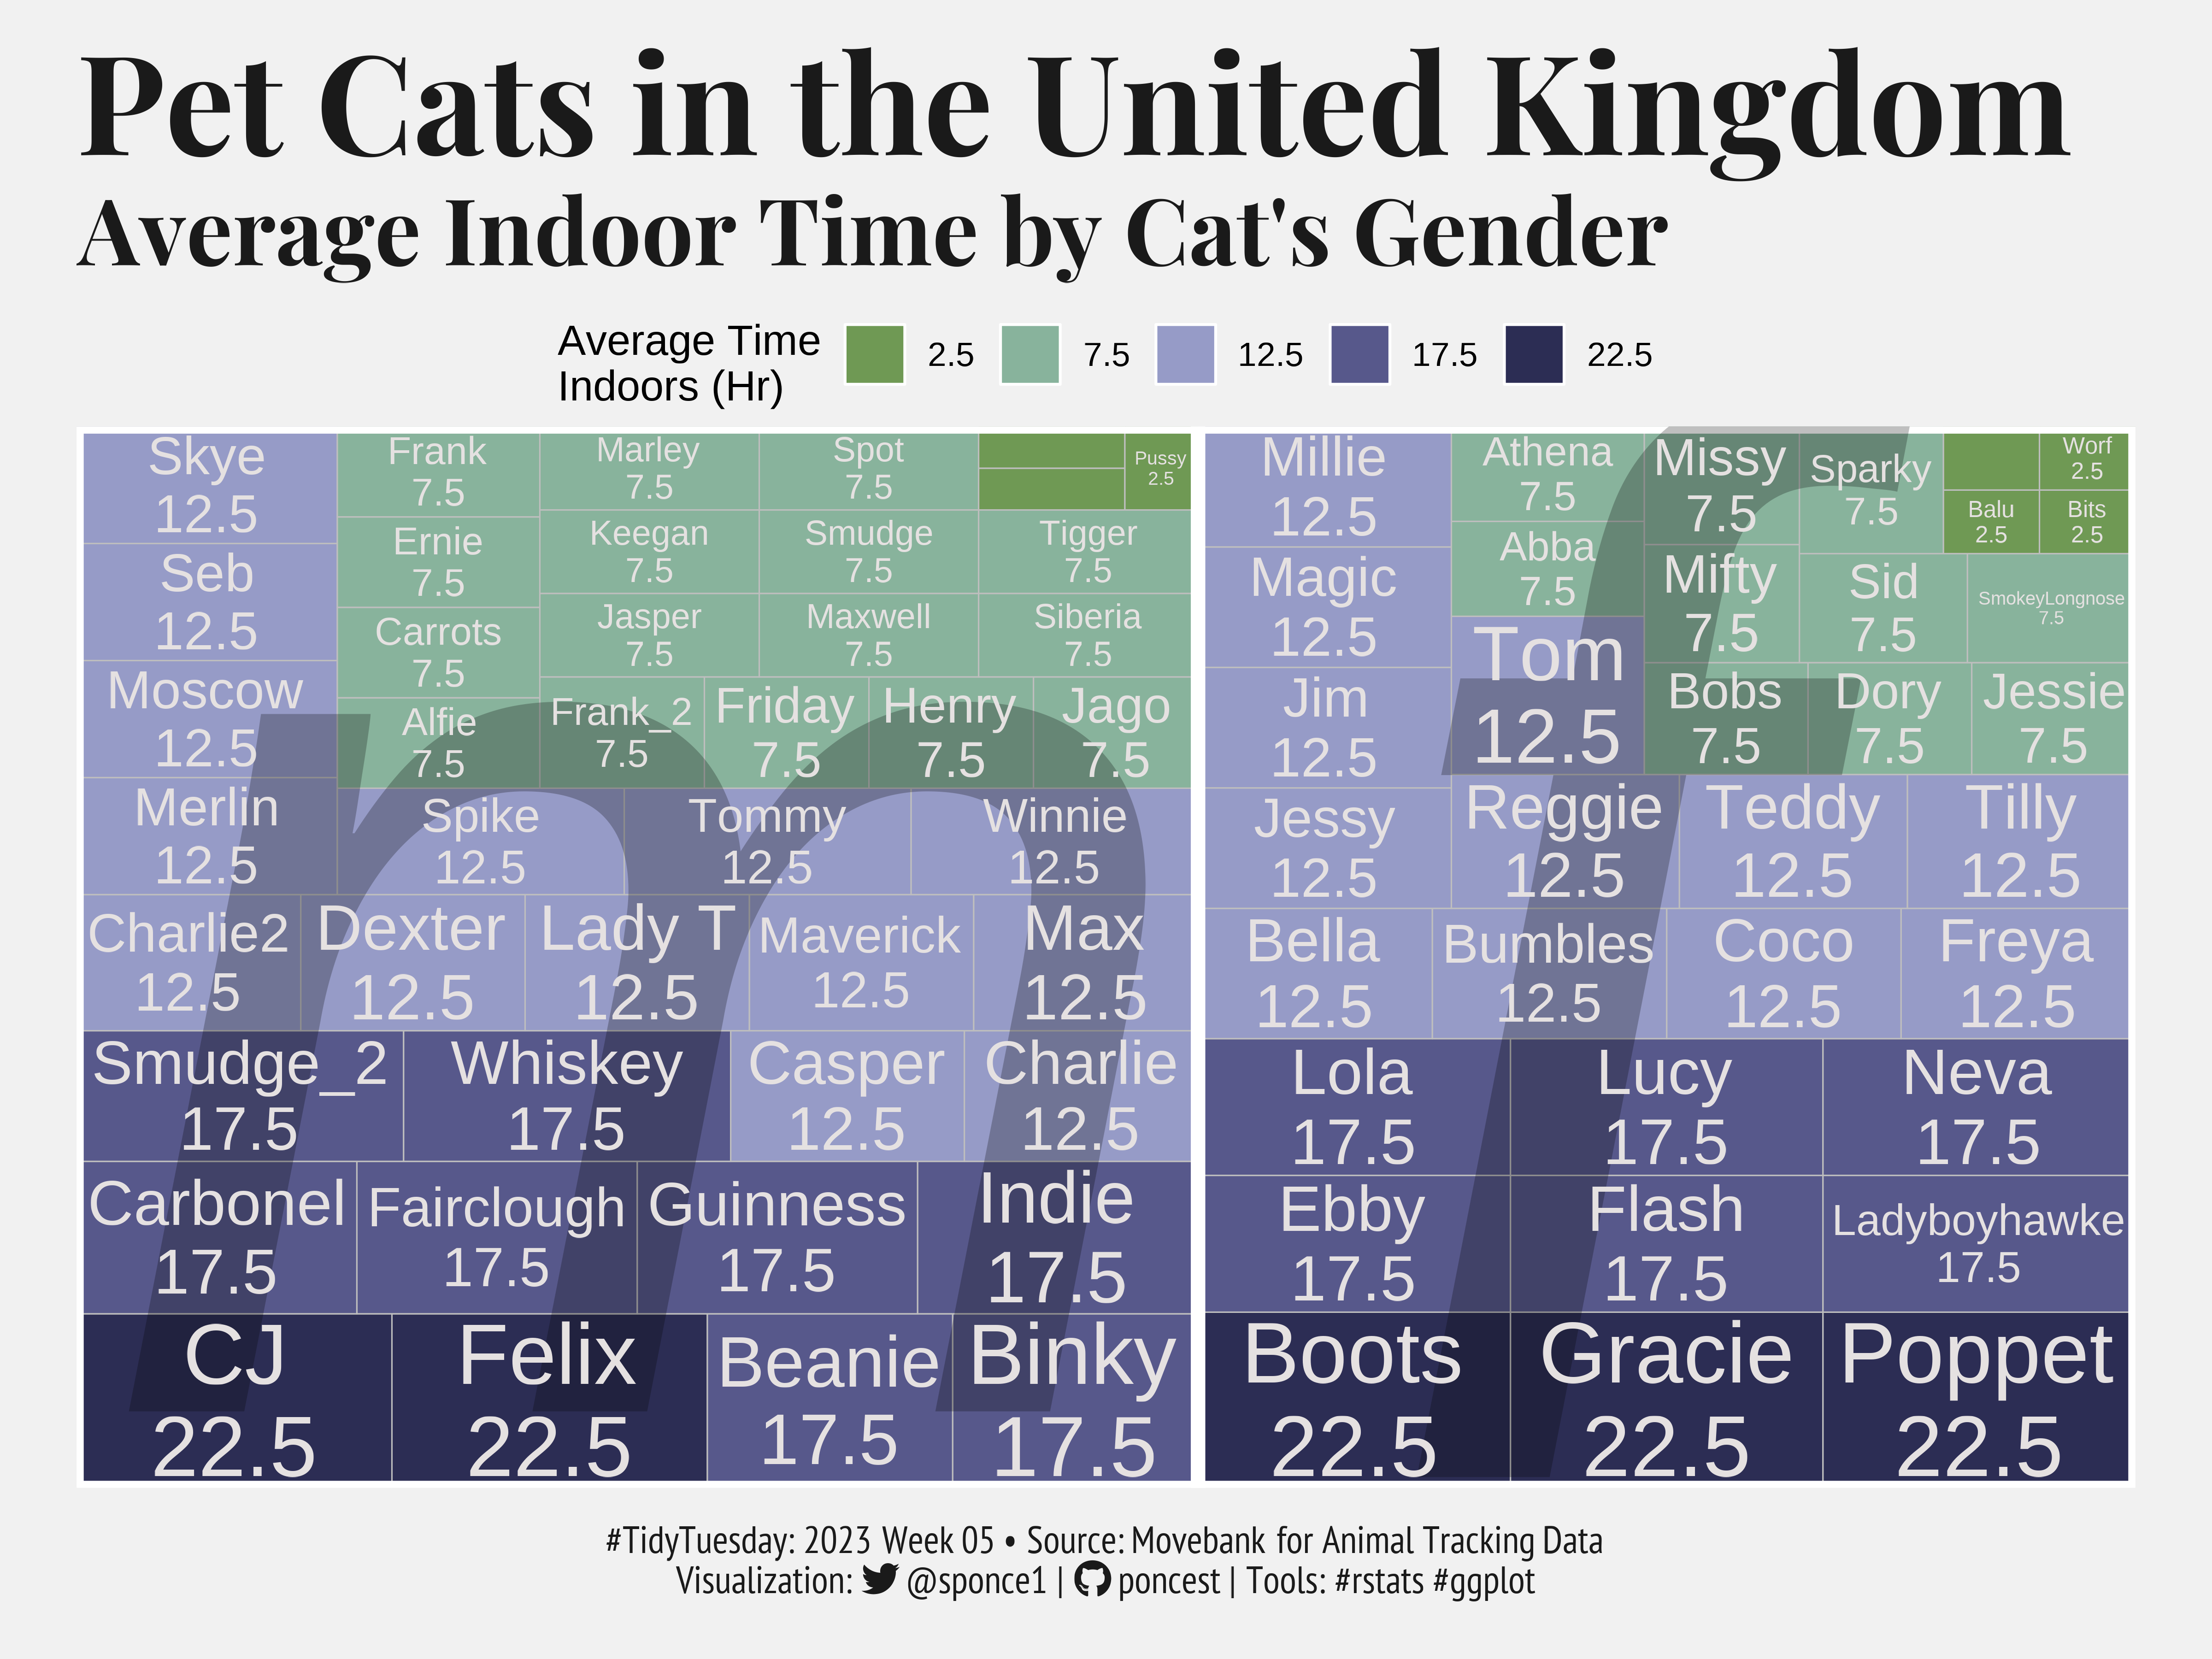 Pet Cats in the United Kingdom
Average Indoor Time by Cat's Gender
Average Time
Indoors (Hr)
2.5
7.5
12.5
17.5
22.5
m
Skye
12.5
Seb
12.5
Moscow
12.5
Merlin
12.5
Frank
7.5
Ernie
7.5
Carrots
7.5
Alfie
7.5
Marley
7.5
Spot
7.5
Pussy
2.5
Keegan
7.5
Smudge
7.5
Tigger
7.5
Jasper
7.5
Maxwell
7.5
Siberia
7.5
Frank_2
7.5
Friday
7.5
Henry
7.5
Jago
7.5
Spike
12.5
Tommy
12.5
Winnie
12.5
Charlie2
12.5
Dexter
12.5
Lady T
12.5
Maverick
12.5
Max
12.5
Smudge_2
17.5
Whiskey
17.5
Casper
12.5
Charlie
12.5
Carbonel
17.5
Fairclough
17.5
Guinness
17.5
Indie
17.5
CJ
22.5
Felix
22.5
Beanie
17.5
Binky
17.5
f
Millie
12.5
Magic
12.5
Jim
12.5
Jessy
12.5
Athena
7.5
Abba
7.5
Tom
12.5
Missy
7.5
Sparky
7.5
Worf
2.5
Balu
2.5
Bits
2.5
Mifty
7.5
Sid
7.5
SmokeyLongnose
7.5
Bobs
7.5
Dory
7.5
Jessie
7.5
Reggie
12.5
Teddy
12.5
Tilly
12.5
Bella
12.5
Bumbles
12.5
Coco
12.5
Freya
12.5
Lola
17.5
Lucy
17.5
Neva
17.5
Ebby
17.5
Flash
17.5
Ladyboyhawke
17.5
Boots
22.5
Gracie
22.5
Poppet
22.5
#TidyTuesday: 2023 Week 05 • Source: Movebank for Animal Tracking Data
Visualization: @sponce1 | poncest | Tools: #rstats #ggplot